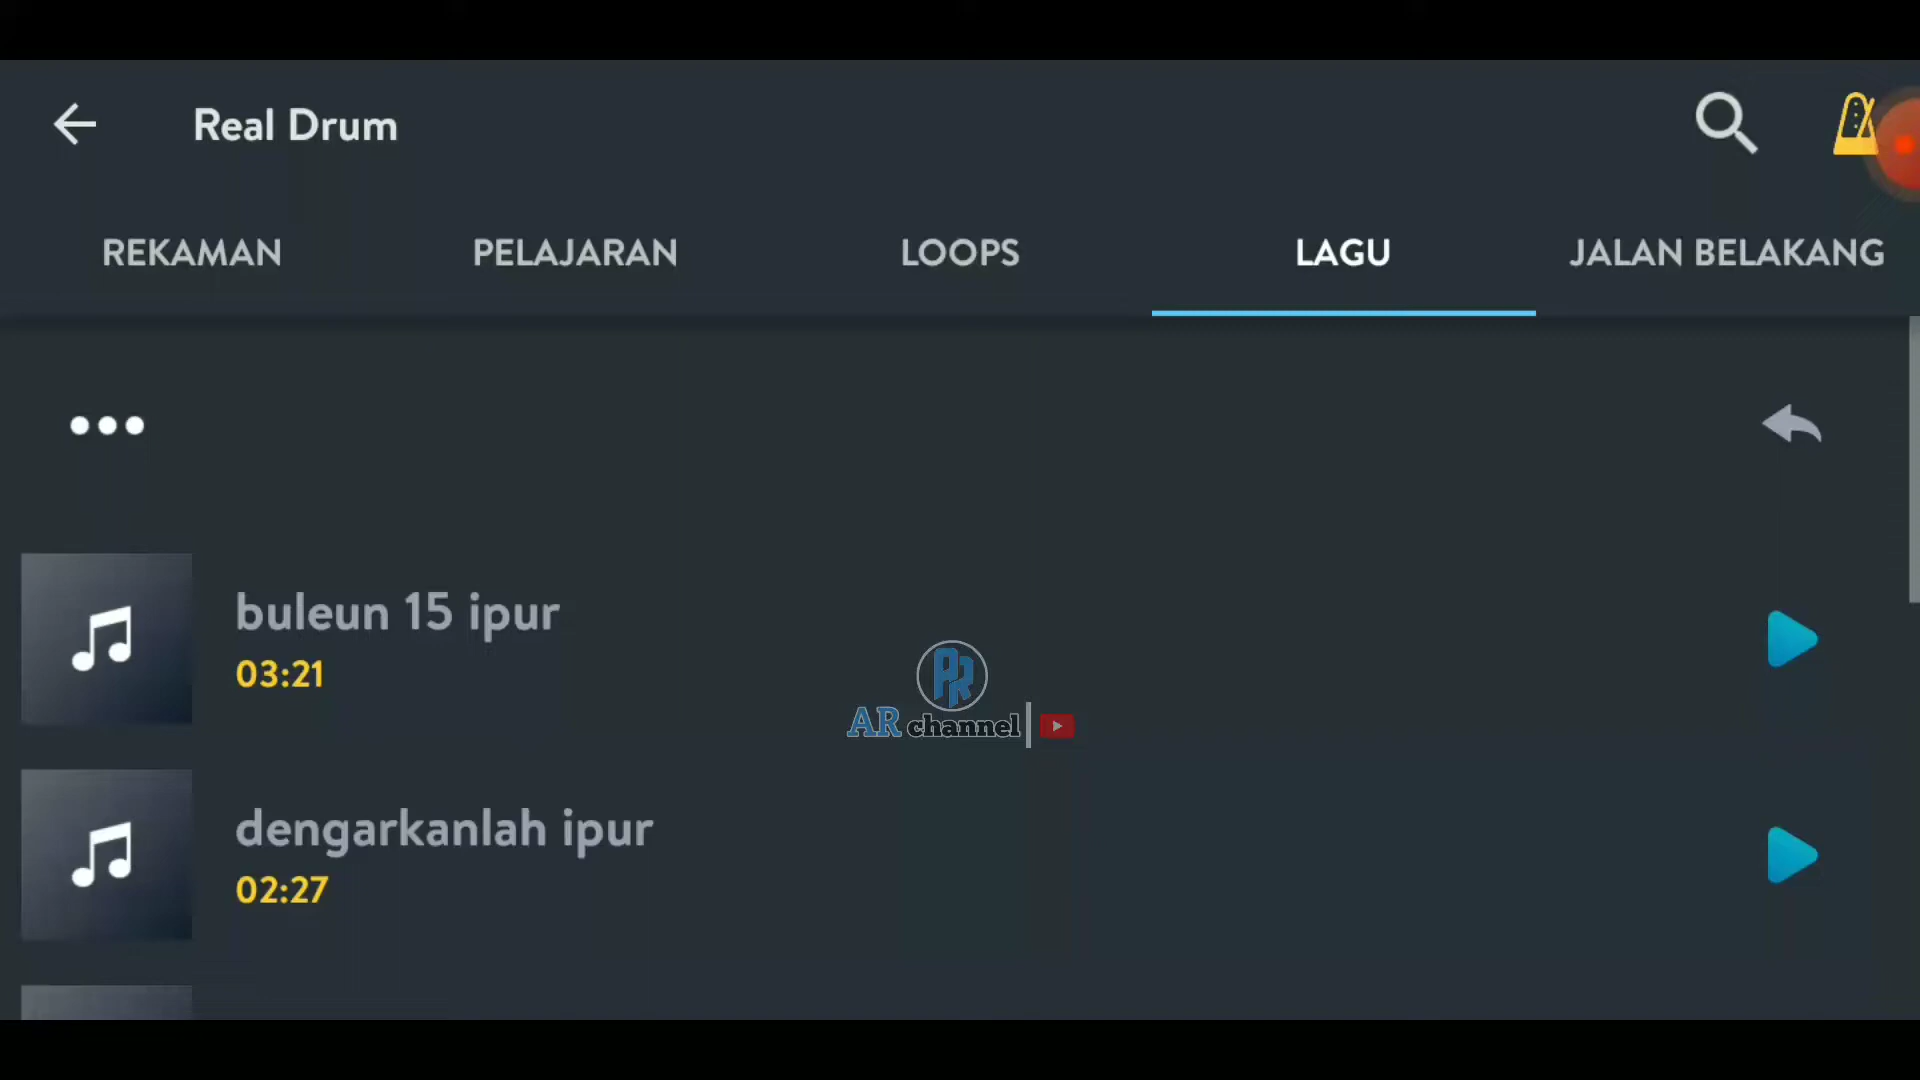 Real Drum
REKAMAN PELAJARAN LOOPS LAGU JALAN BELAKANG
buleun 15 ipur
03:21
AR channel
dengarkanlah ipur
02:27